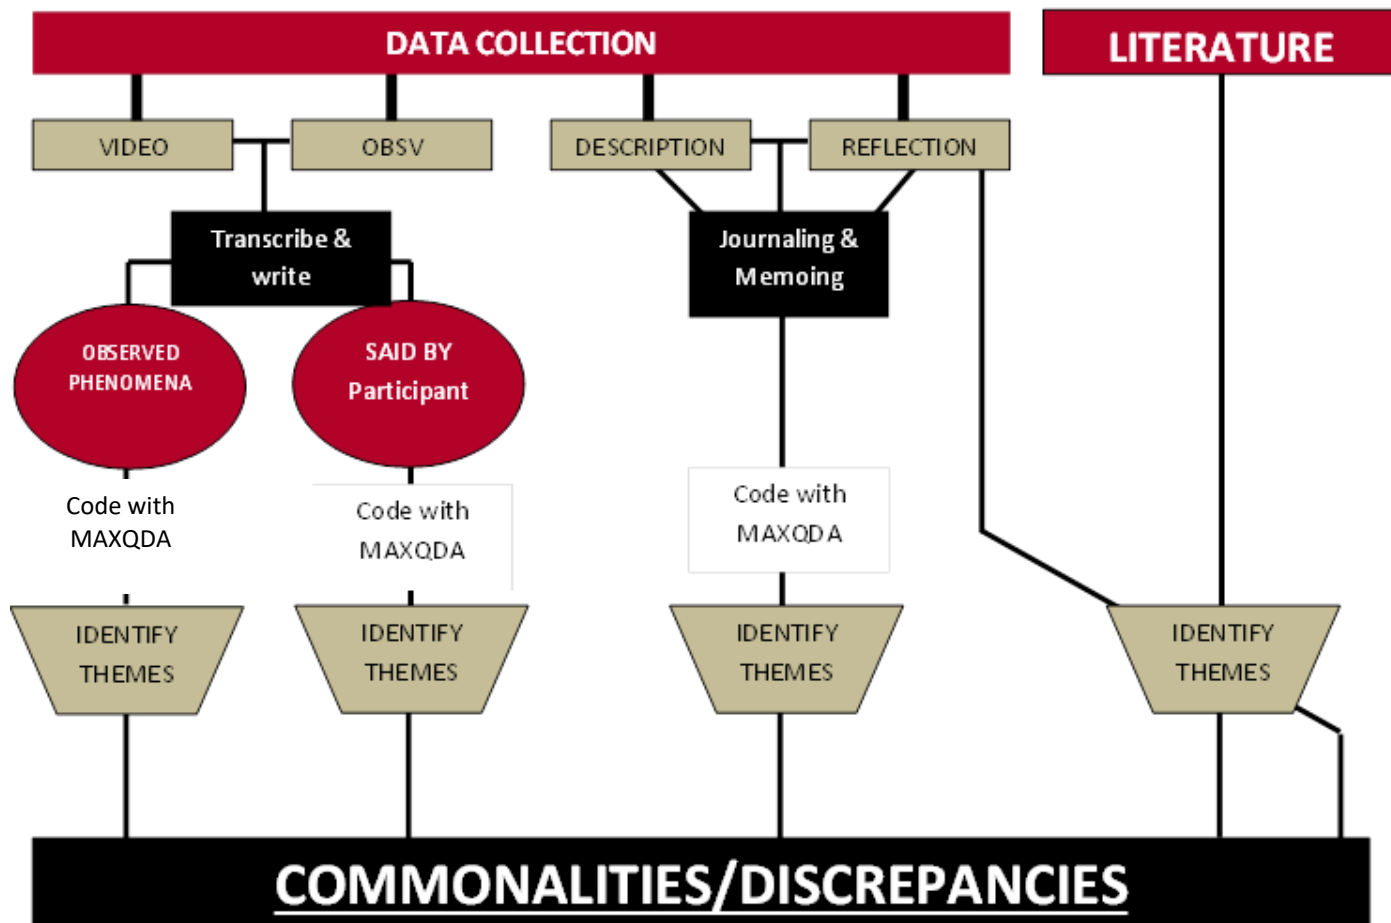 DATA COLLECTION
LITERATURE
VIDEO
OBSV
DESCRIPTION
REFLECTION
Transcribe &
write
Journaling &
Memoing
OBSERVED
PHENOMENA
SAID BY
Participant
Code with
MAXQDA
Code with
MAXQDA
Code with
MAXQDA
IDENTIFY
THEMES
IDENTIFY
THEMES
IDENTIFY
THEMES
IDENTIFY
THEMES
COMMONALITIES/DISCREPANCIES